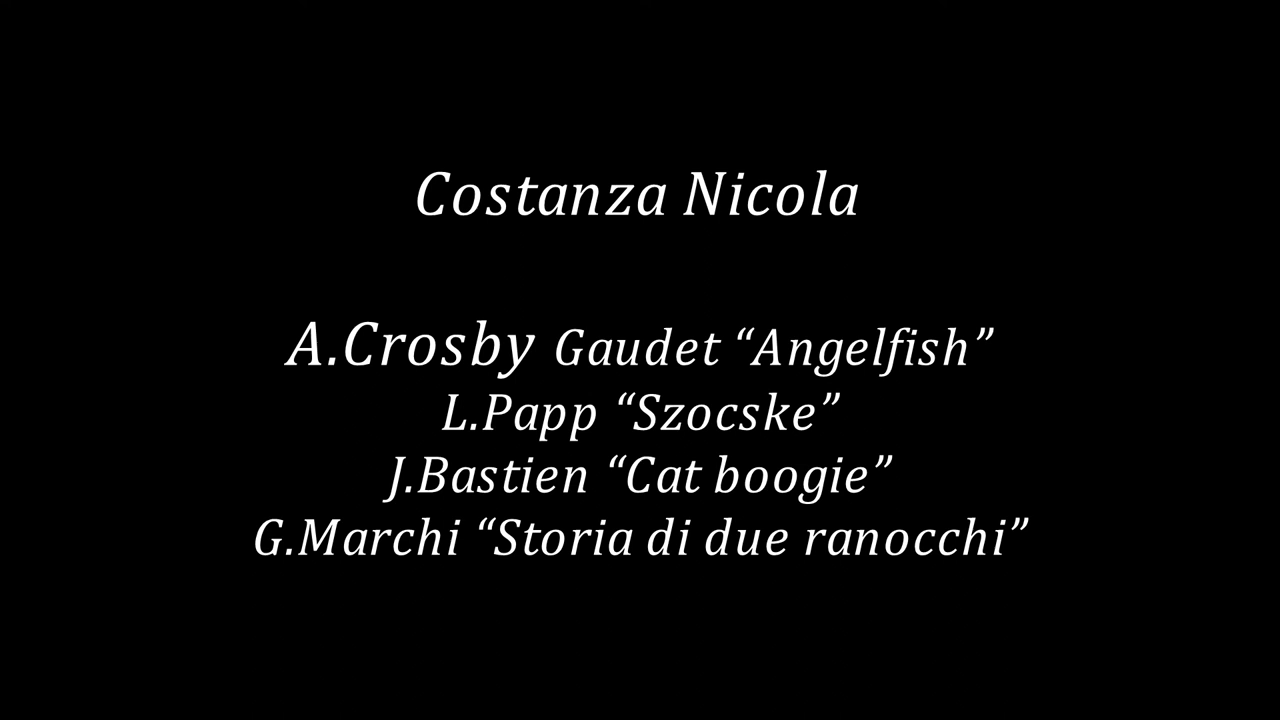 Costanza Nicola
A.Crosby Gaudet “Angelfish”
L.Papp “Szocske”
J.Bastien “Cat boogie”
G.Marchi “Storia di due ranocchi”